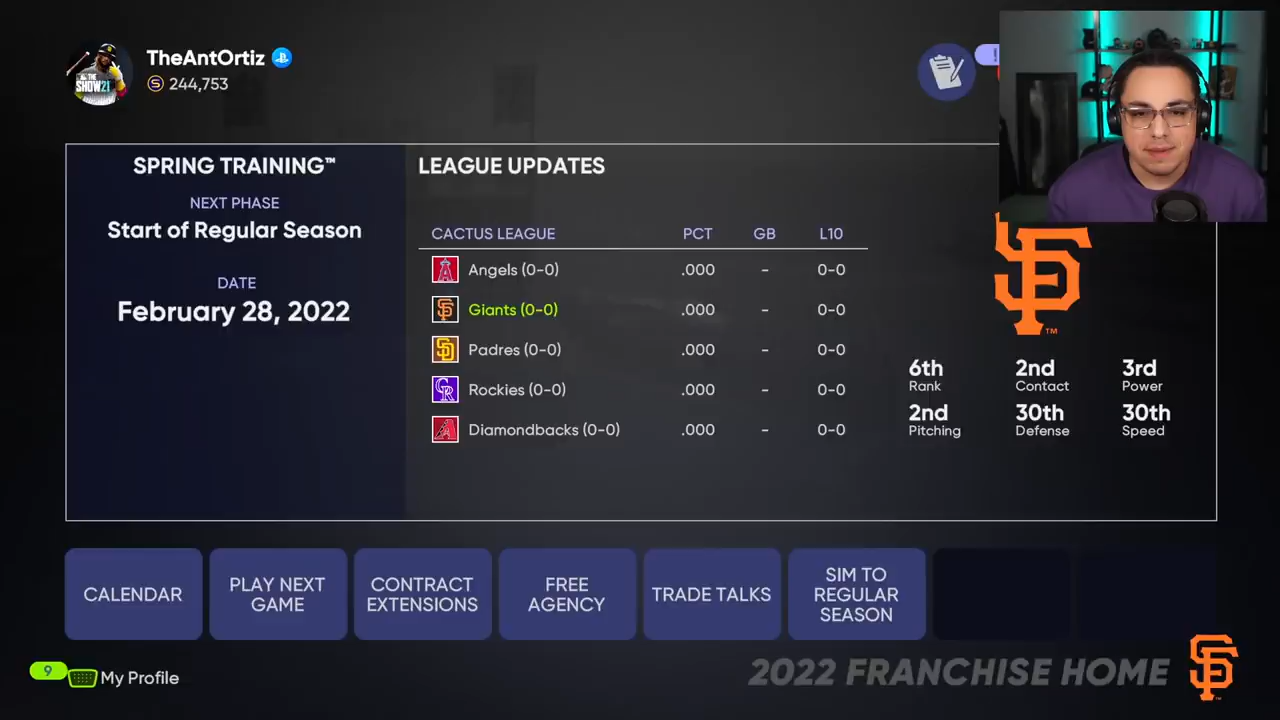 TheAntOrtiz
244,753
THE SHOW21
SPRING TRAINING™
NEXT PHASE
Start of Regular Season
DATE
February 28, 2022
LEAGUE UPDATES
CACTUS LEAGUE PCT GB L10
Angels (0-0) .000 - 0-0
Giants (0-0) .000 - 0-0
Padres (0-0) .000 - 0-0
Rockies (0-0) .000 - 0-0
Diamondbacks (0-0) .000 - 0-0
SF™
6th 2nd 3rd
Rank Contact Power
2nd 30th 30th
Pitching Defense Speed
CALENDAR
PLAY NEXT
GAME
CONTRACT
EXTENSIONS
FREE
AGENCY
TRADE TALKS
SIM TO
REGULAR
SEASON
9 My Profile
2022 FRANCHISE HOME SF